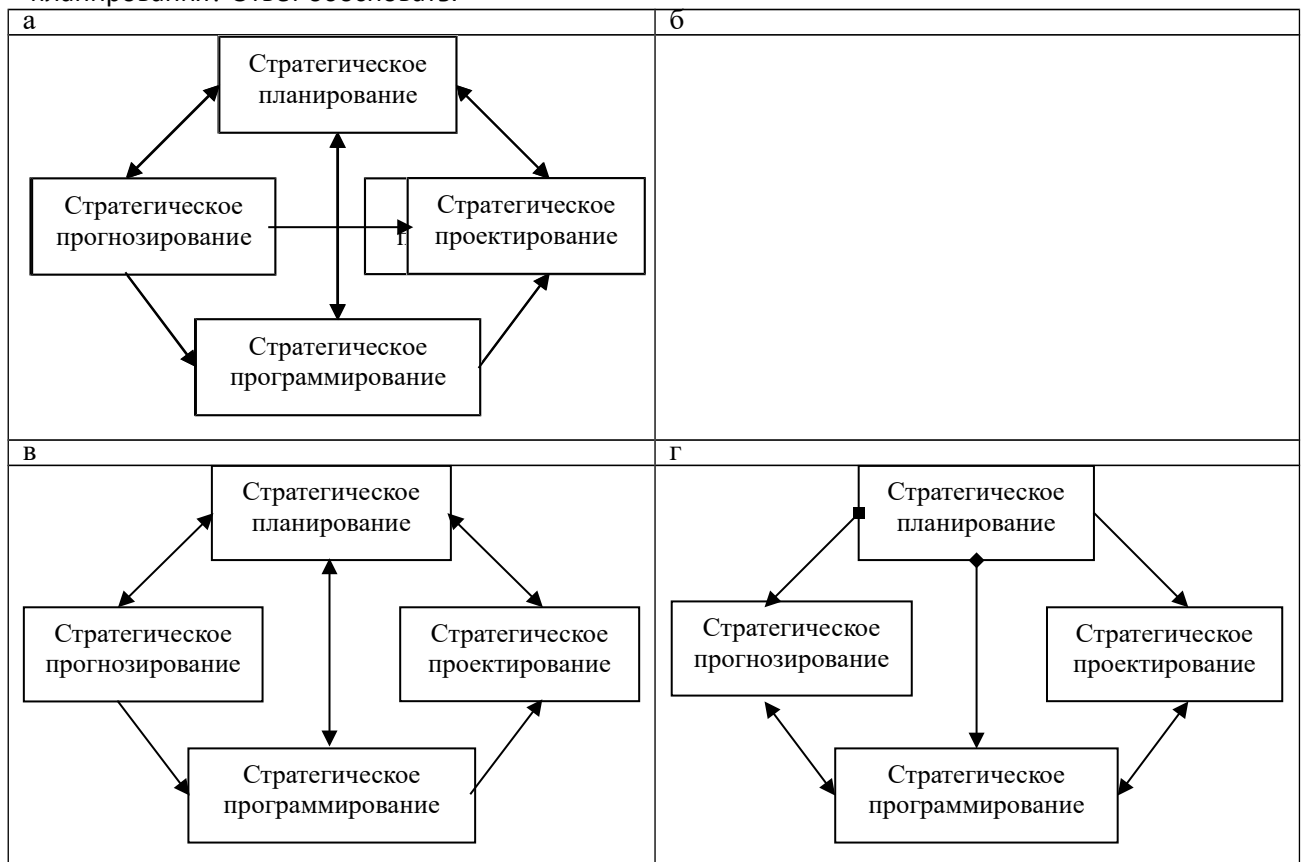 планирования? Ответ обосновать.
а
б
Стратегическое
планирование
Стратегическое
прогнозирование
п
Стратегическое
проектирование
Стратегическое
программирование
в
г
Стратегическое
планирование
Стратегическое
прогнозирование
Стратегическое
проектирование
Стратегическое
программирование
Стратегическое
планирование
Стратегическое
прогнозирование
Стратегическое
проектирование
Стратегическое
программирование